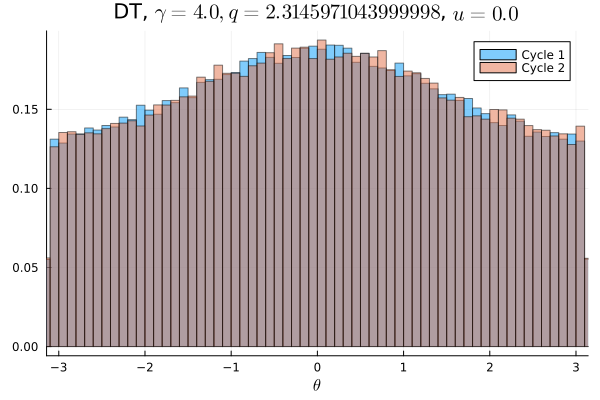 DT, γ = 4.0, q = 2.3145971043999998, u = 0.0
Cycle 1
Cycle 2
0.15
0.10
0.05
0.00
−3 −2 −1 0 1 2 3
θ